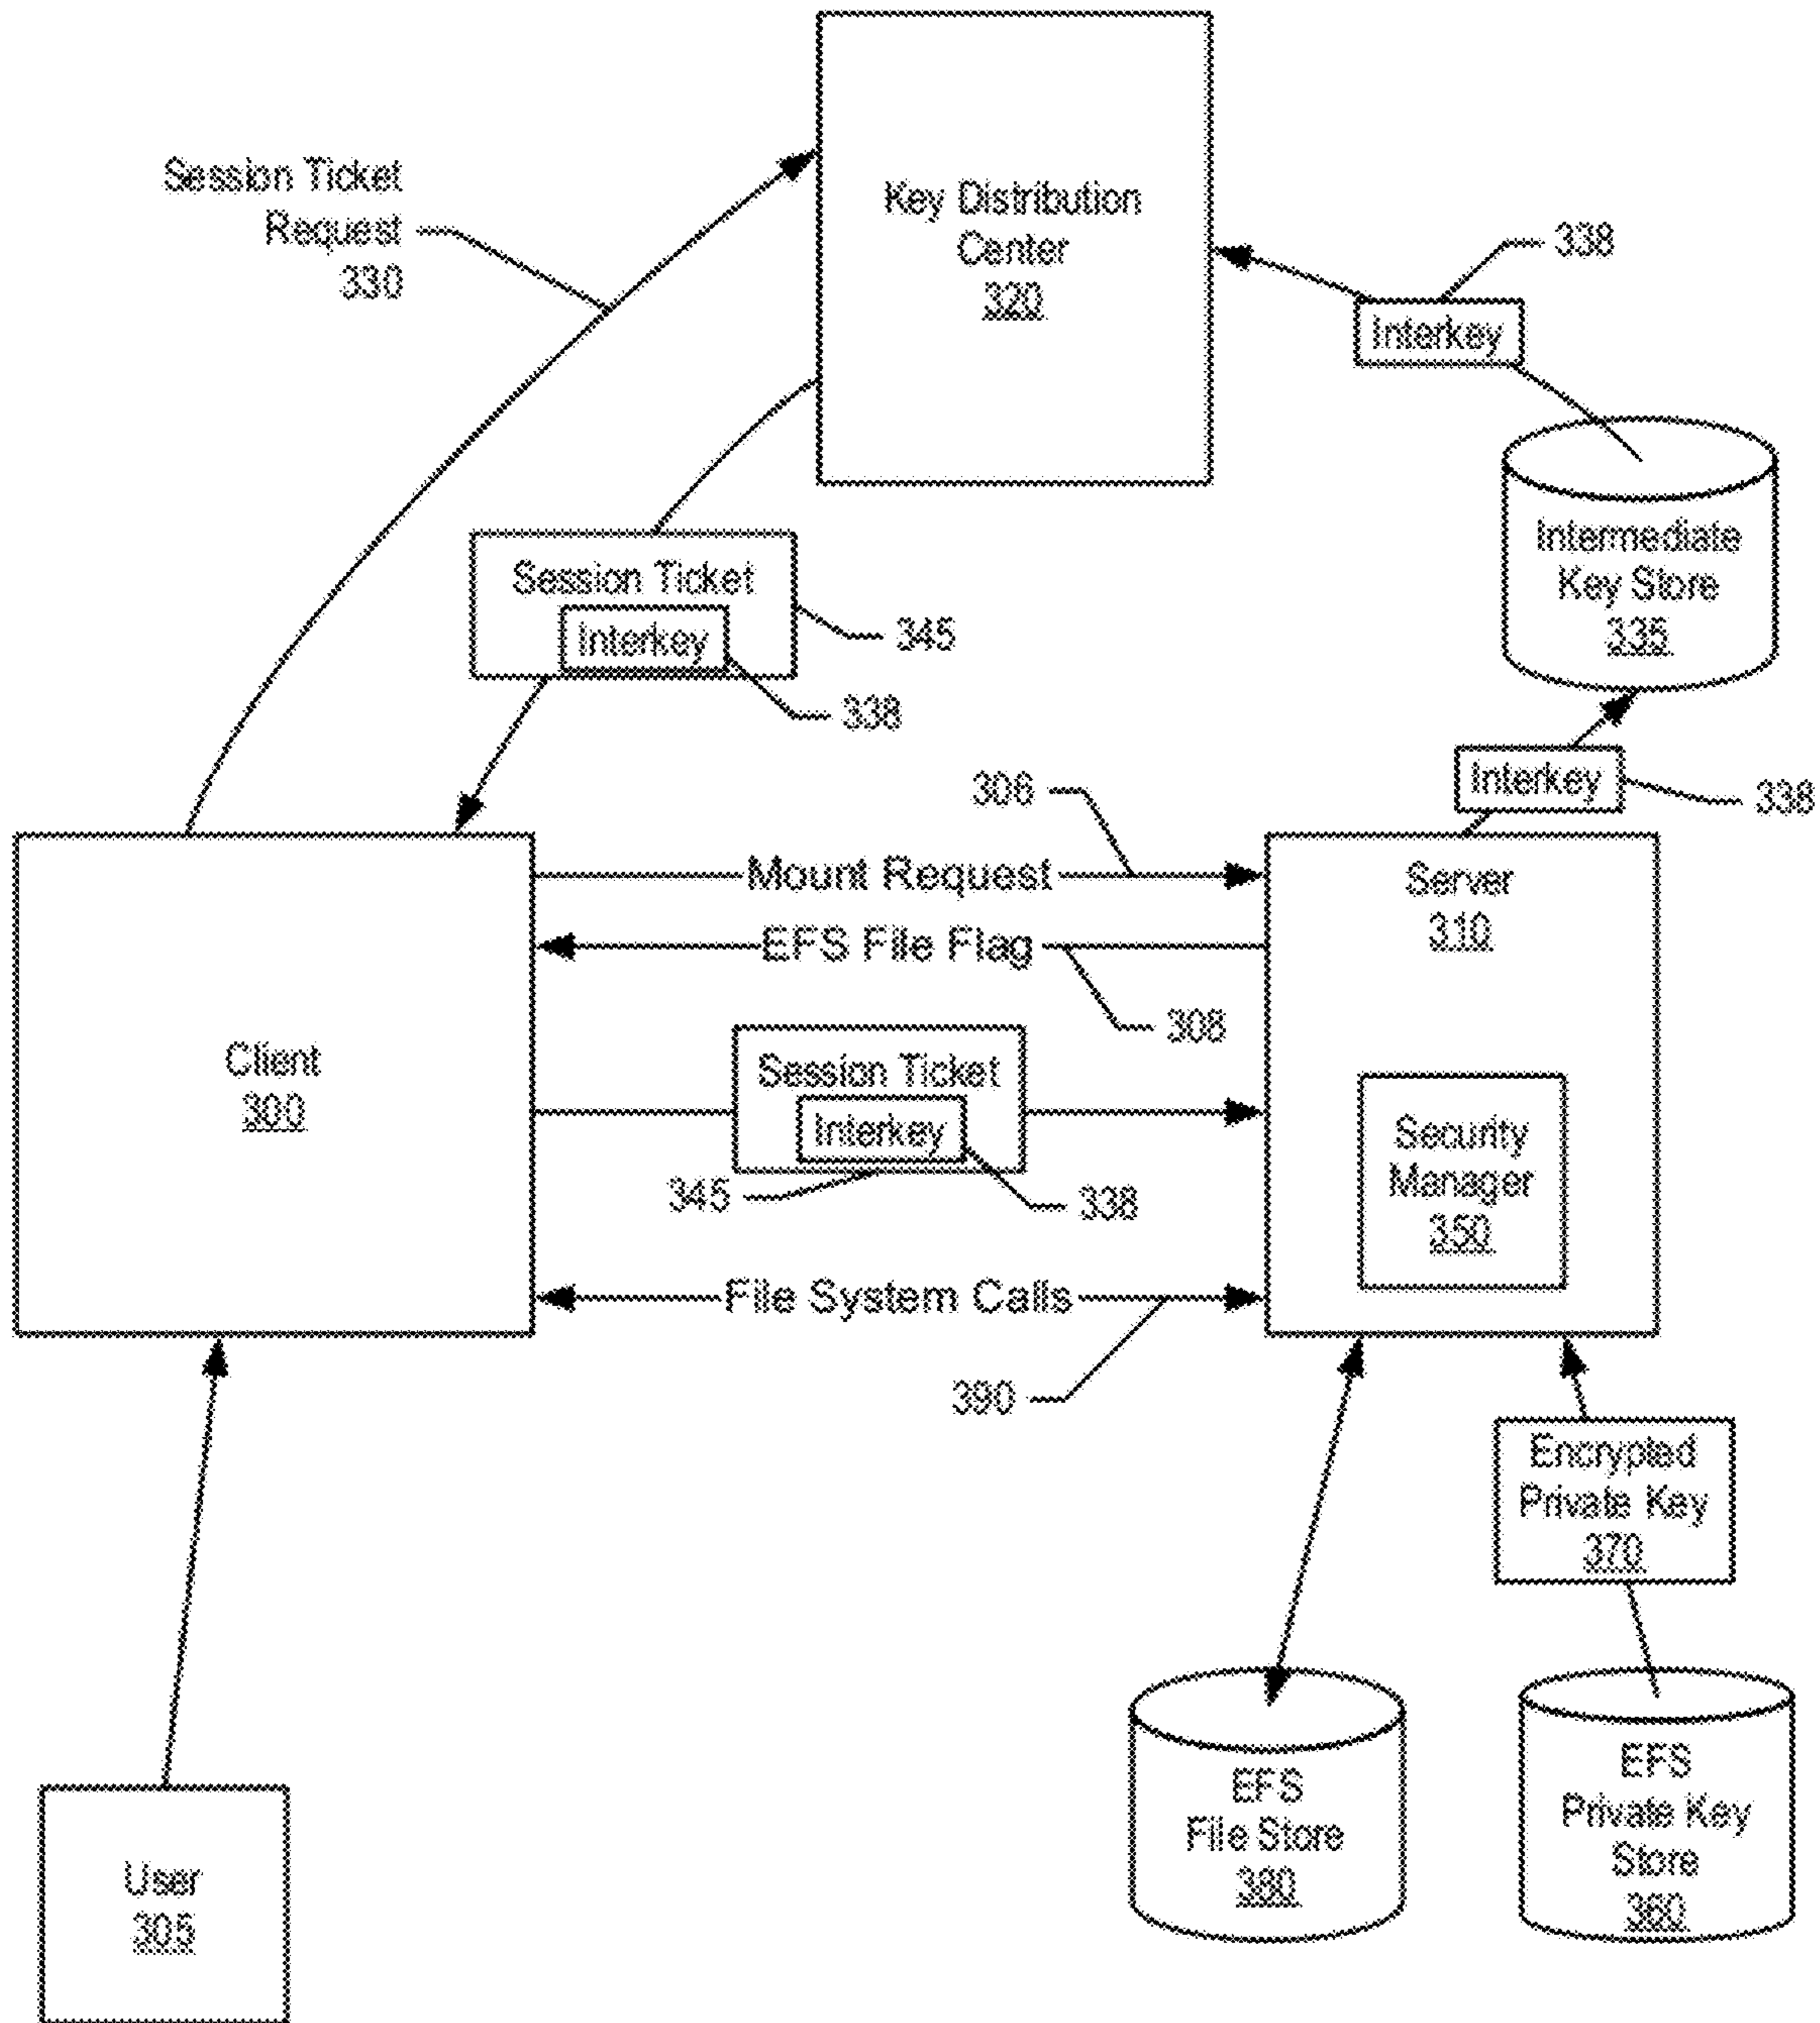 Session Ticket
Request
330
Key Distribution
Center
320
338
Interkey
Intermediate
Key Store
335
Session Ticket
Interkey
345
338
Interkey
338
306
Mount Request
EFS File Flag
308
Client
300
Server
310
Session Ticket
Interkey
345
338
Security
Manager
350
File System Calls
390
Encrypted
Private Key
370
User
305
EFS
File Store
380
EFS
Private Key
Store
360